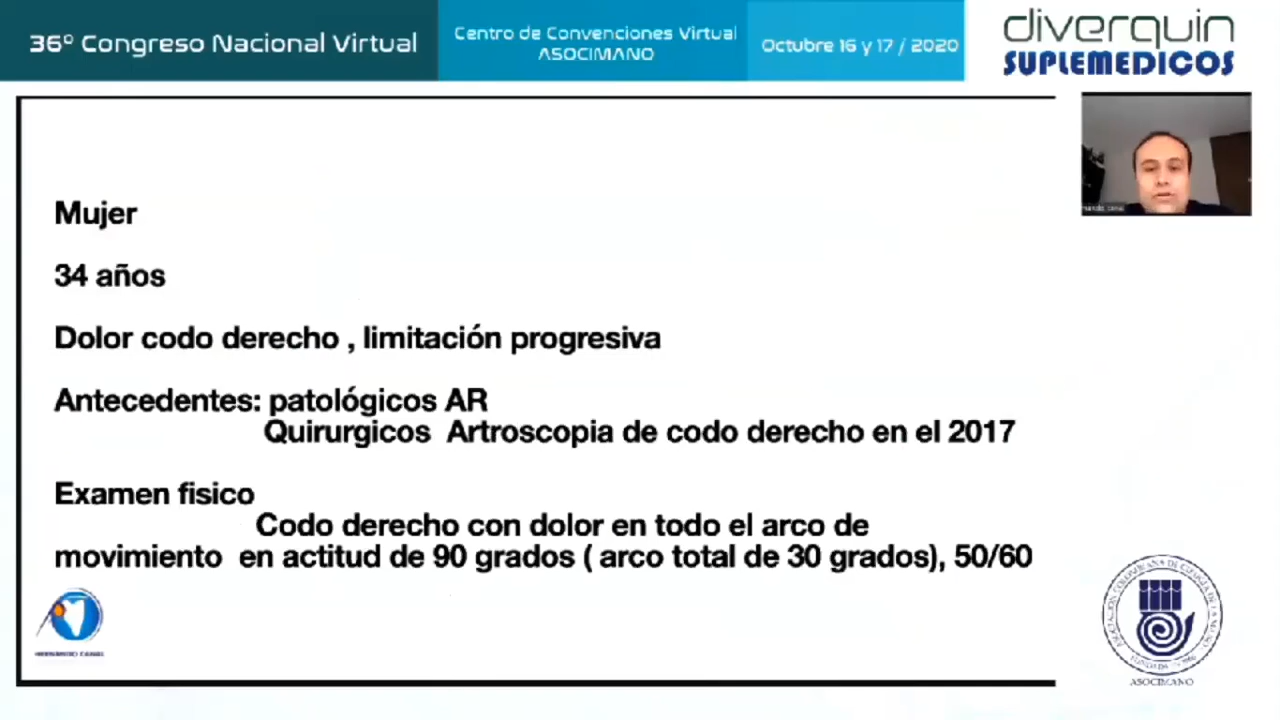 36º Congreso Nacional Virtual
Centro de Convenciones Virtual
ASOCIMANO
Octubre 16 y 17 / 2020
diverquin
SUPLEMEDICOS
Mujer
34 años
Dolor codo derecho , limitación progresiva
Antecedentes: patológicos AR
Quirurgicos Artroscopia de codo derecho en el 2017
Examen fisico
Codo derecho con dolor en todo el arco de
movimiento en actitud de 90 grados ( arco total de 30 grados), 50/60
HERNANDO CANAL
ASOCIMANO